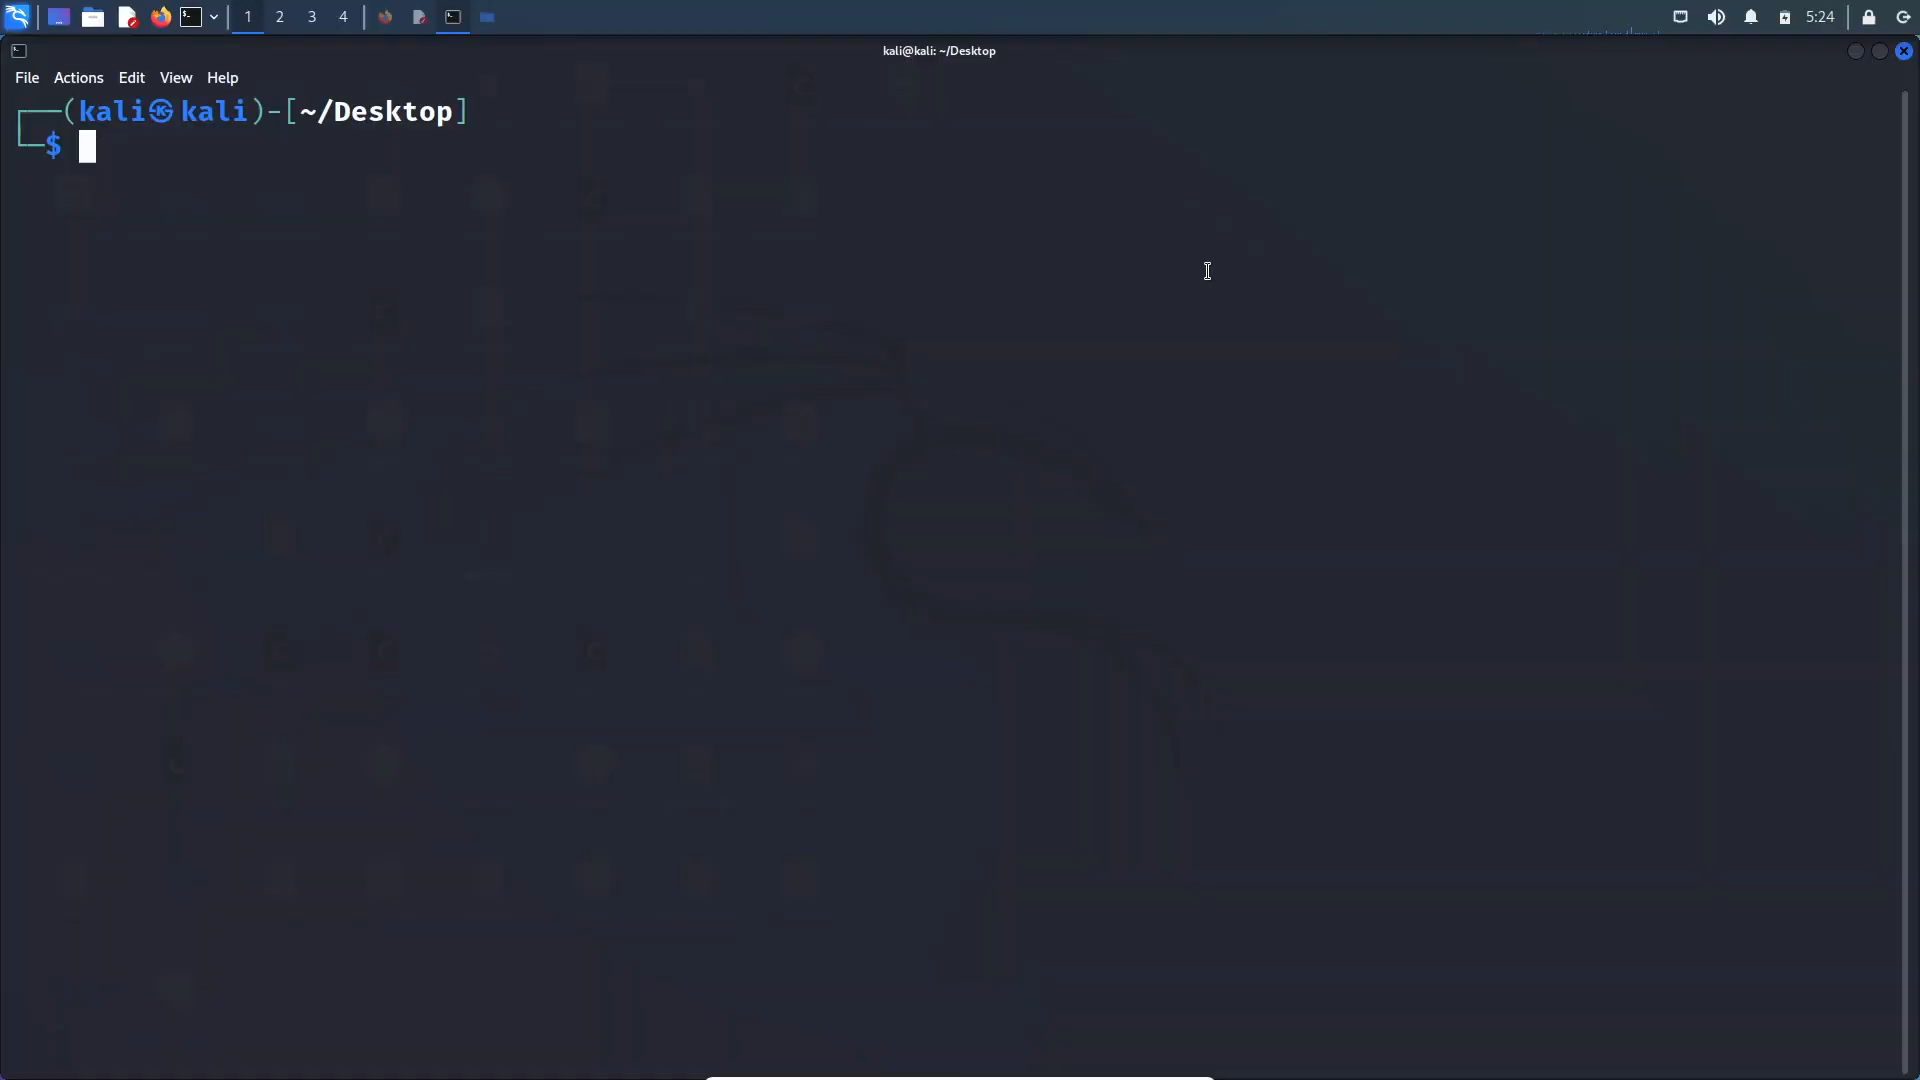 1 2 3 4 5:24
kali@kali: ~/Desktop
File Actions Edit View Help
┌──(kali㉿kali)-[~/Desktop]
└─$